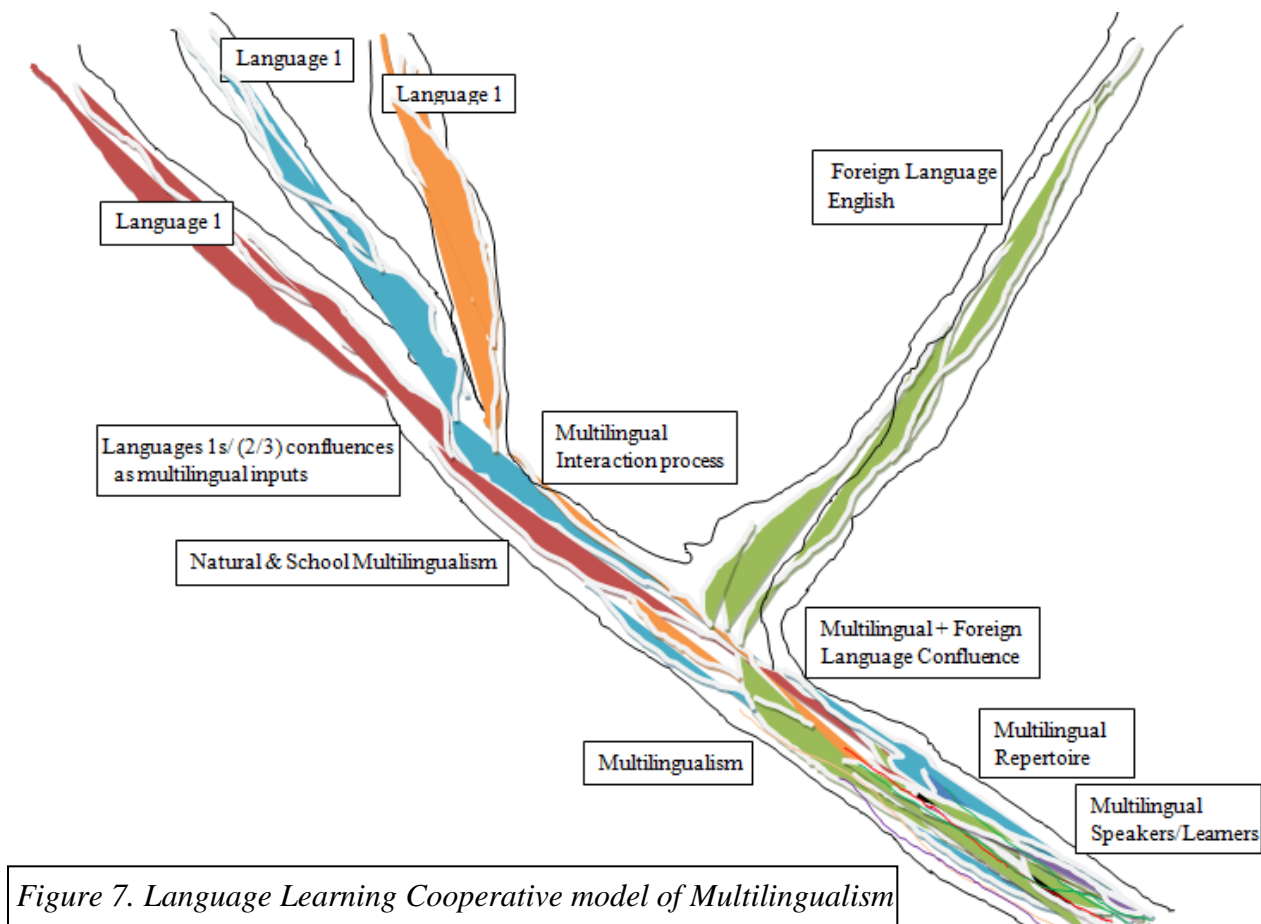 Language 1
Language 1
Language 1
Foreign Language
English
Languages 1s/ (2/3) confluences
as multilingual inputs
Multilingual
Interaction process
Natural & School Multilingualism
Multilingual + Foreign
Language Confluence
Multilingualism
Multilingual
Repertoire
Multilingual
Speakers/Learners
Figure 7. Language Learning Cooperative model of Multilingualism